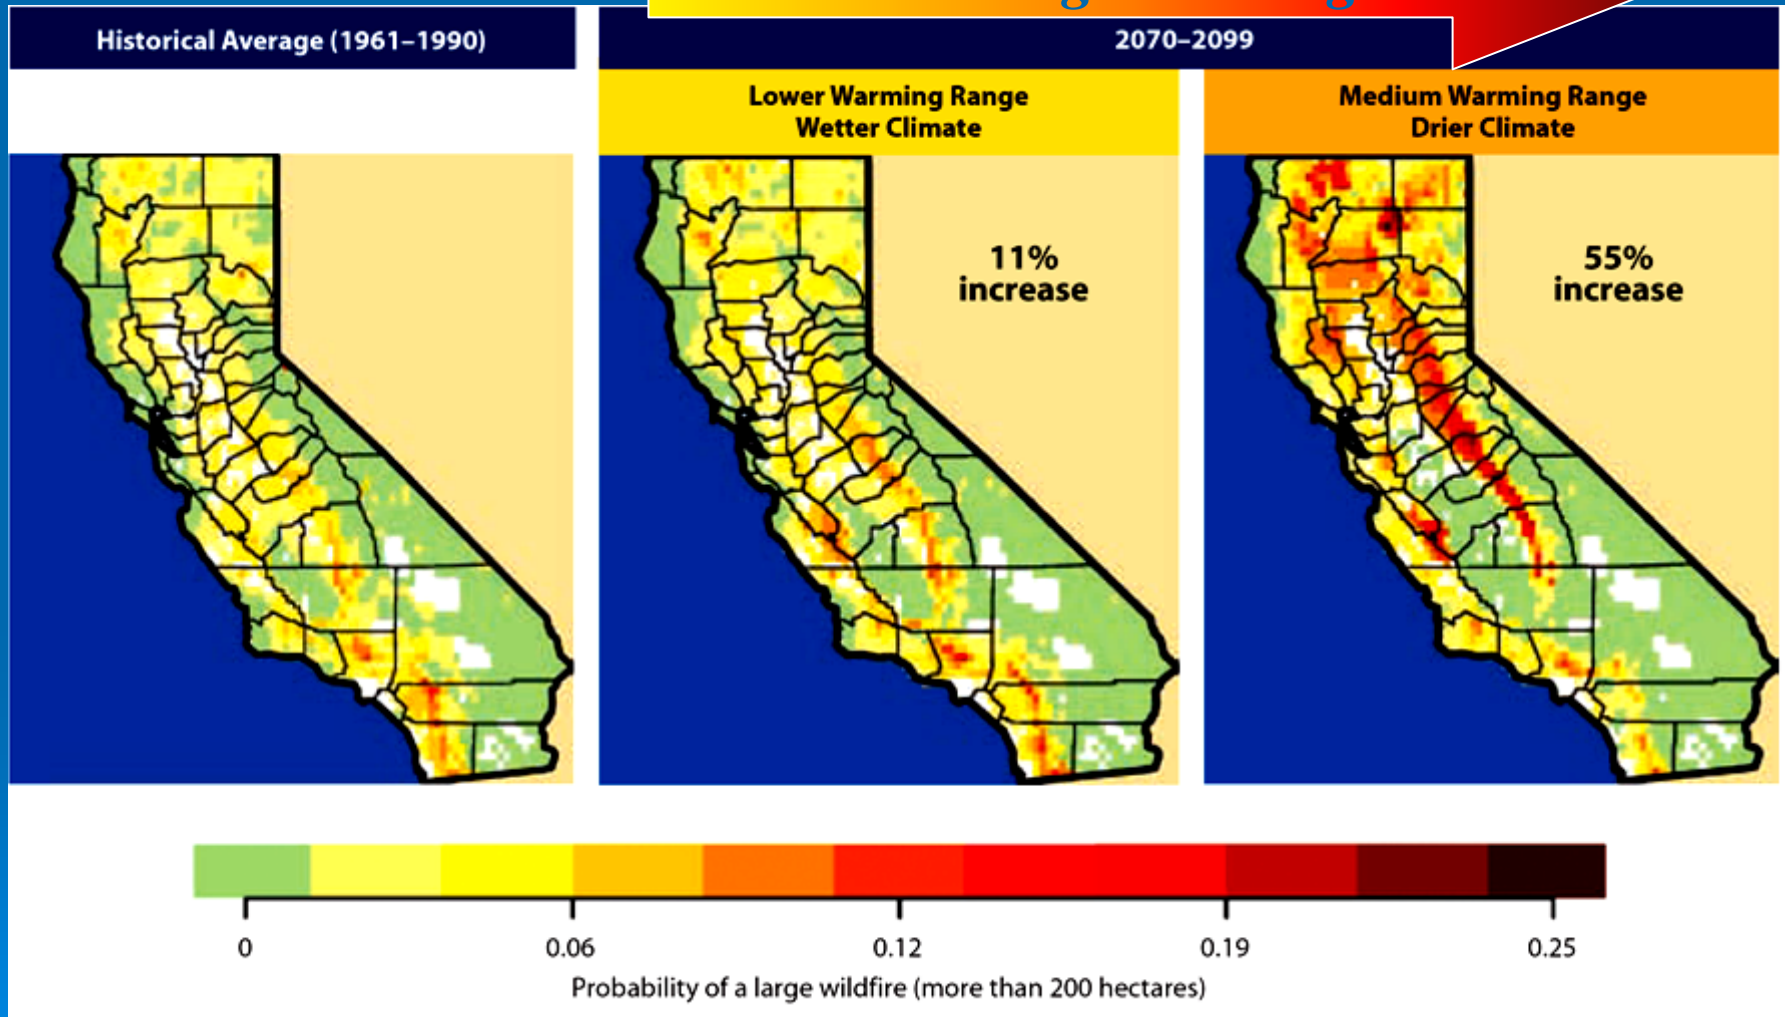 Historical Average (1961–1990)
2070–2099
Lower Warming Range
Wetter Climate
Medium Warming Range
Drier Climate
11%
increase
55%
increase
0
0.06
0.12
0.19
0.25
Probability of a large wildfire (more than 200 hectares)